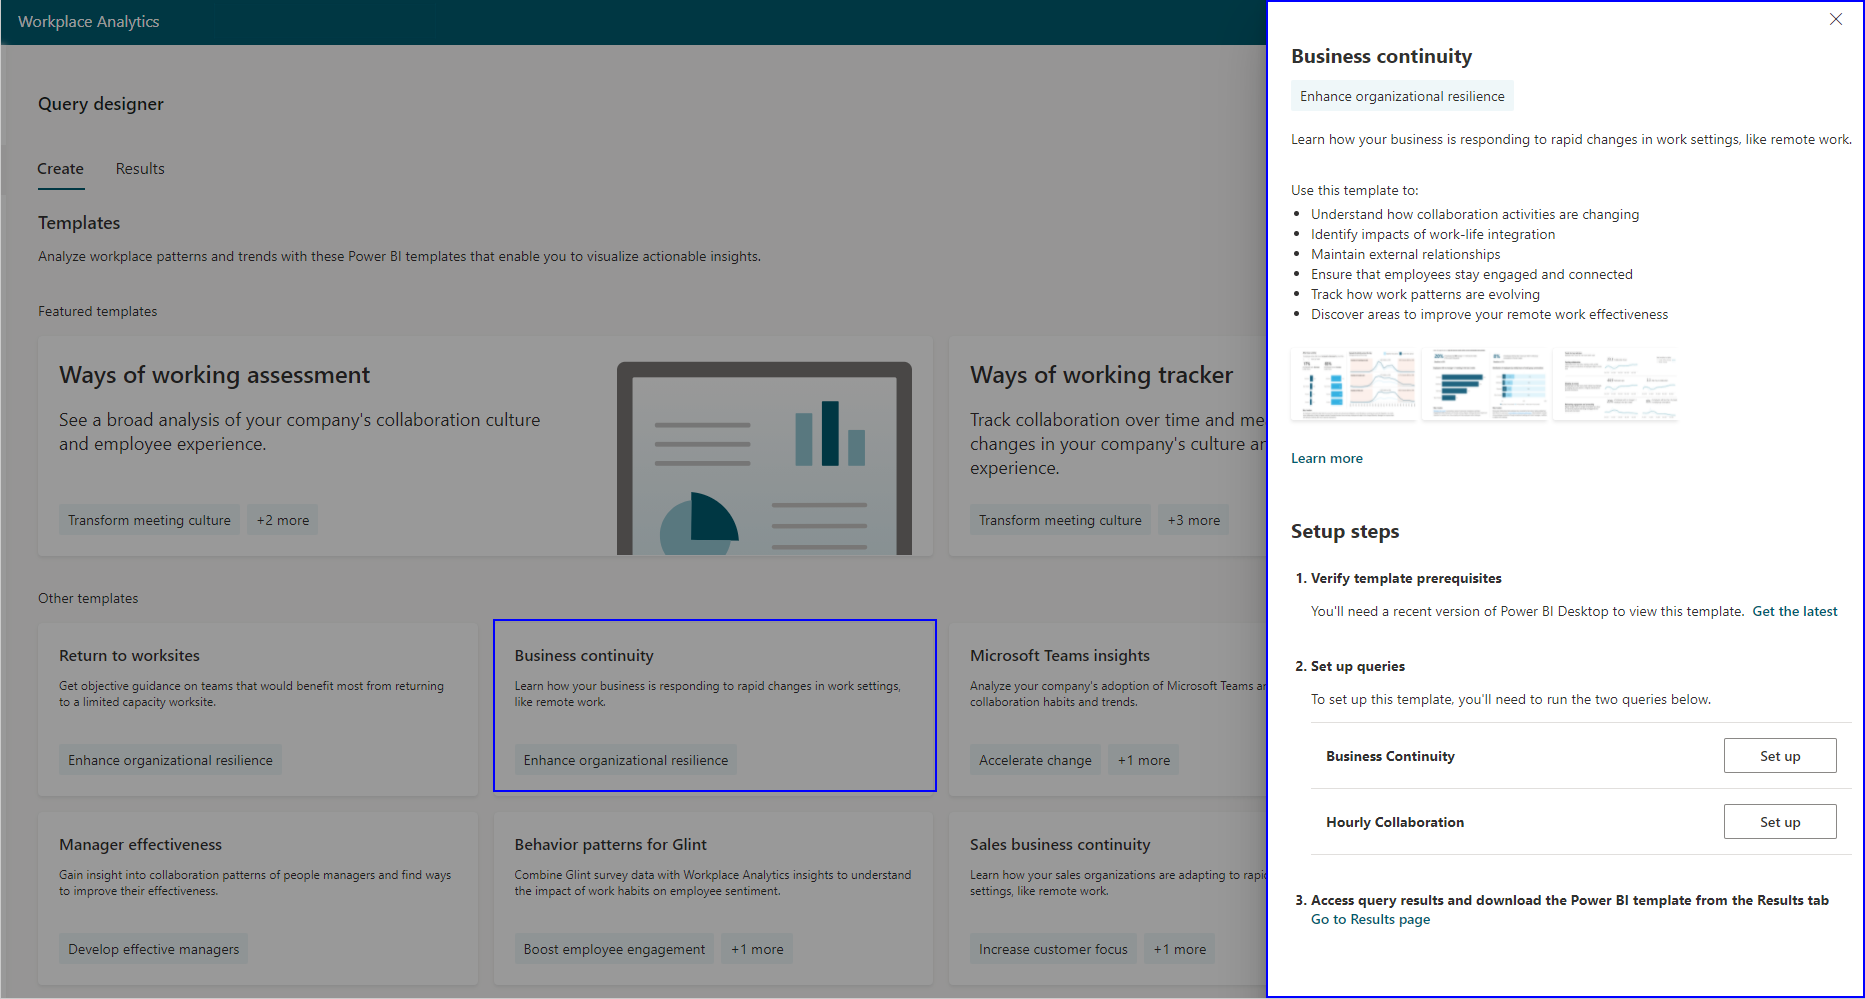 Workplace Analytics
Query designer
Create
Results
Templates
Analyze workplace patterns and trends with these Power BI templates that enable you to visualize actionable insights.
Featured templates
Ways of working assessment
See a broad analysis of your company's collaboration culture
and employee experience.
Transform meeting culture
+2 more
Ways of working tracker
Track collaboration over time and me
changes in your company's culture an
experience.
Transform meeting culture
+3 more
Other templates
Return to worksites
Get objective guidance on teams that would benefit most from returning
to a limited capacity worksite.
Enhance organizational resilience
Business continuity
Learn how your business is responding to rapid changes in work settings,
like remote work.
Enhance organizational resilience
Microsoft Teams insights
Analyze your company's adoption of Microsoft Teams an
collaboration habits and trends.
Accelerate change
+1 more
Manager effectiveness
Gain insight into collaboration patterns of people managers and find ways
to improve their effectiveness.
Develop effective managers
Behavior patterns for Glint
Combine Glint survey data with Workplace Analytics insights to understand
the impact of work habits on employee sentiment.
Boost employee engagement
+1 more
Sales business continuity
Learn how your sales organizations are adapting to rapid
settings, like remote work.
Increase customer focus
+1 more
Business continuity
Enhance organizational resilience
Learn how your business is responding to rapid changes in work settings, like remote work.
Use this template to:
• Understand how collaboration activities are changing
• Identify impacts of work-life integration
• Maintain external relationships
• Ensure that employees stay engaged and connected
• Track how work patterns are evolving
• Discover areas to improve your remote work effectiveness
Learn more
Setup steps
1. Verify template prerequisites
You'll need a recent version of Power BI Desktop to view this template. Get the latest
2. Set up queries
To set up this template, you'll need to run the two queries below.
Business Continuity
Set up
Hourly Collaboration
Set up
3. Access query results and download the Power BI template from the Results tab
Go to Results page